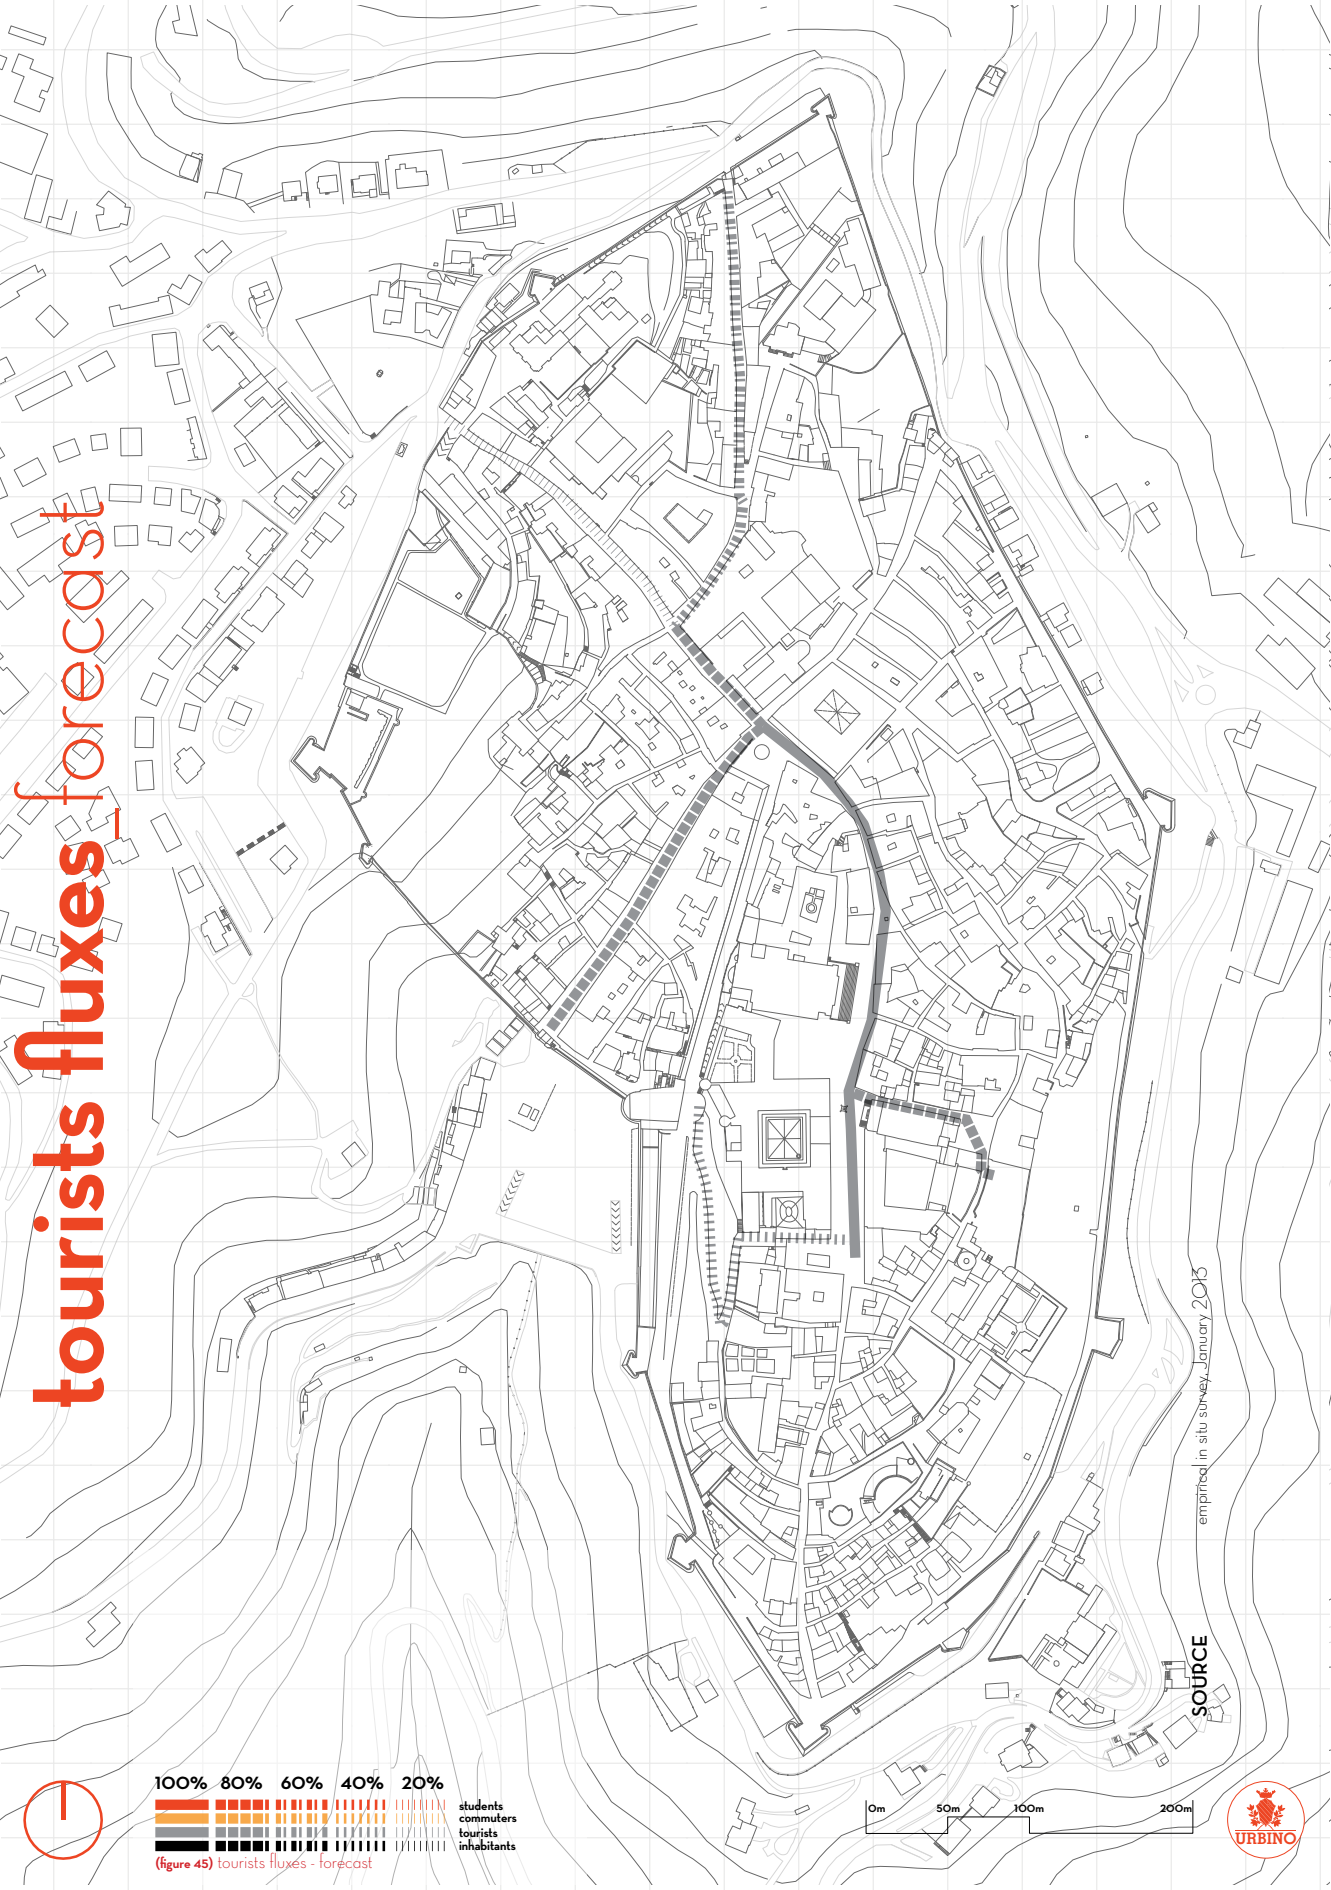 tourists fluxes_forecast
empirical in situ survey, January 2013
SOURCE
100% 80% 60% 40% 20%
students
commuters
tourists
inhabitants
(figure 45) tourists fluxes - forecast
0m 50m 100m 200m
URBINO